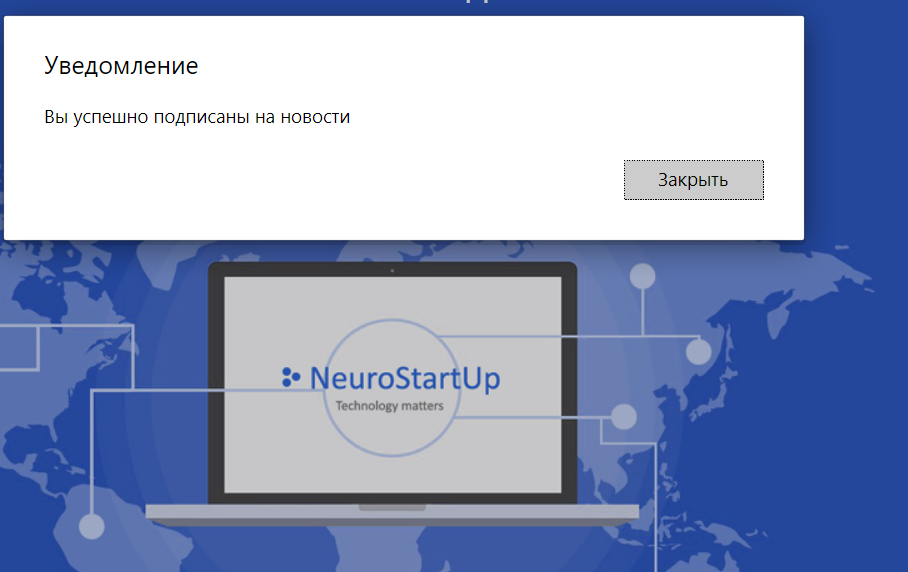 Уведомление
Вы успешно подписаны на новости
Закрыть
NeuroStartUp
Technology matters